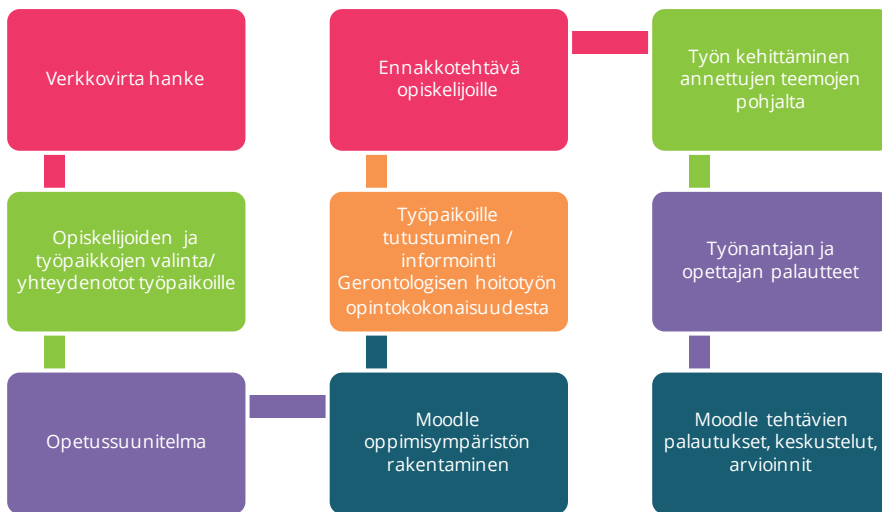 Verkkovirta hanke
Opiskelijoiden ja
työpaikkojen valinta/
yhteydenotot työpaikoille
Opetussuunitelma
Moodle
oppimisympäristön
rakentaminen
Työpaikoille
tutustuminen /
informointi
Gerontologisen hoitotyön
opintokokonaisuudesta
Ennakkotehtävä
opiskelijoille
Työn kehittäminen
annettujen teemojen
pohjalta
Työnantajan ja
opettajan palautteet
Moodle tehtävien
palautukset, keskustelut,
arvioinnit